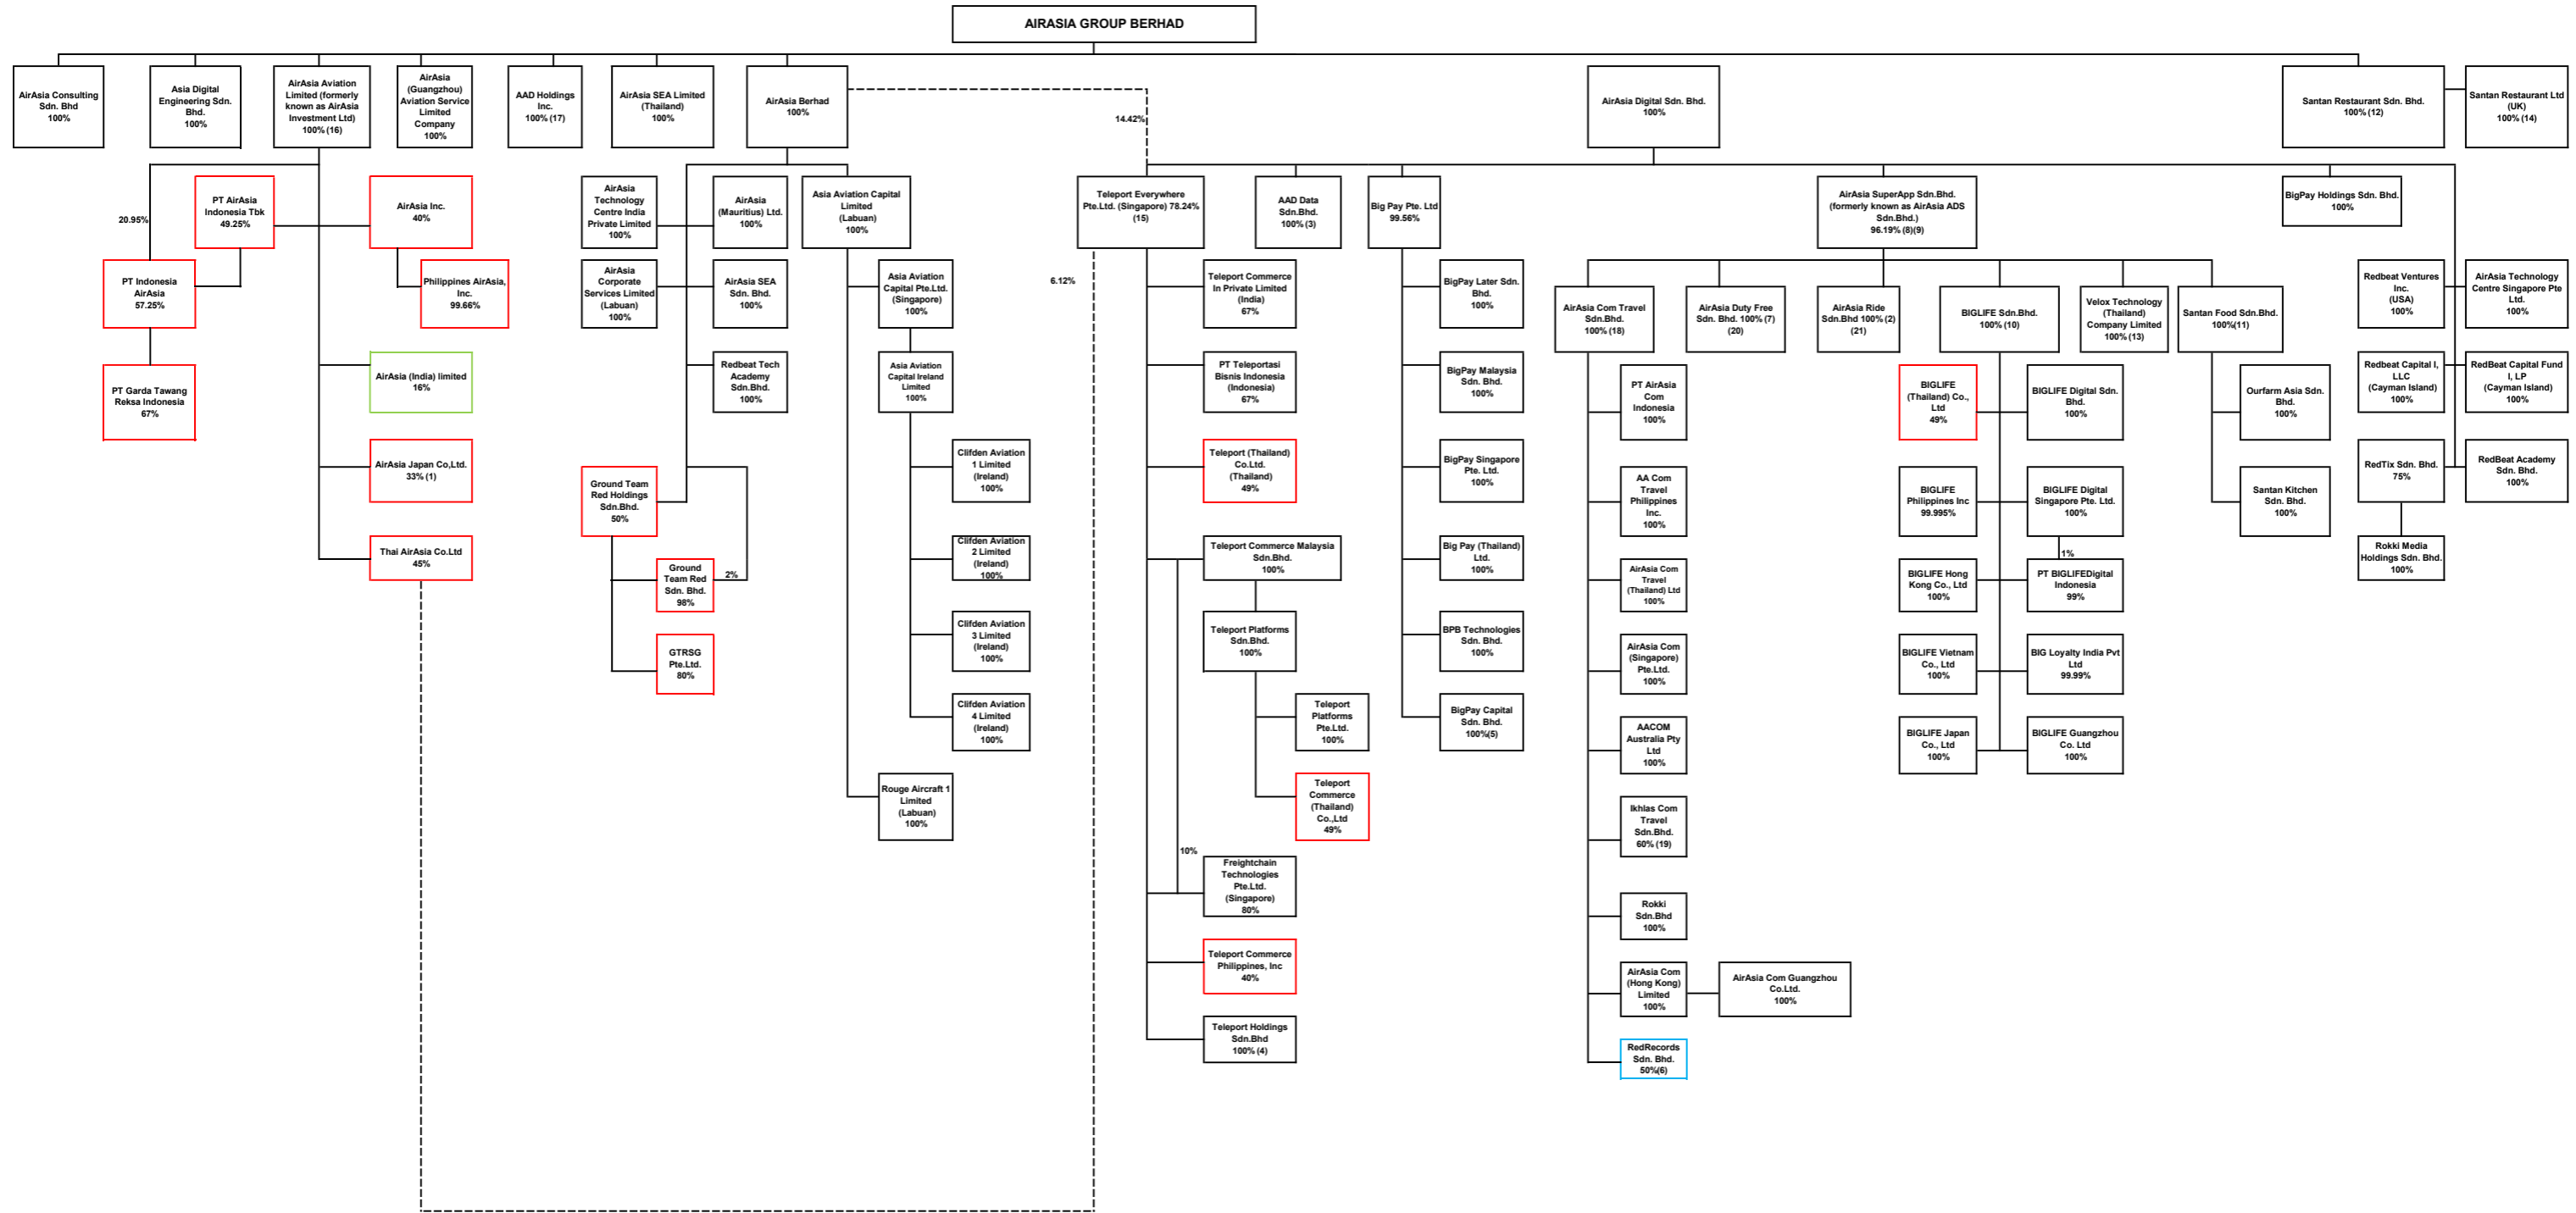 AIRASIA GROUP BERHAD
AirAsia Consulting
Sdn. Bhd
100%
Asia Digital
Engineering Sdn.
Bhd.
100%
AirAsia Aviation
Limited (formerly
known as AirAsia
Investment Ltd)
100% (16)
AirAsia
(Guangzhou)
Aviation Service
Limited
Company
100%
AAD Holdings
Inc.
100% (17)
AirAsia SEA Limited
(Thailand)
100%
AirAsia Berhad
100%
14.42%
AirAsia Digital Sdn. Bhd.
100%
Santan Restaurant Sdn. Bhd.
100% (12)
Santan Restaurant Ltd
(UK)
100% (14)
20.95%
PT AirAsia
Indonesia Tbk
49.25%
AirAsia Inc.
40%
PT Indonesia
AirAsia
57.25%
Philippines AirAsia,
Inc.
99.66%
PT Garda Tawang
Reksa Indonesia
67%
AirAsia (India) limited
16%
AirAsia Japan Co,Ltd.
33% (1)
Thai AirAsia Co.Ltd
45%
AirAsia
Technology
Centre India
Private Limited
100%
AirAsia
(Mauritius) Ltd.
100%
AirAsia
Corporate
Services Limited
(Labuan)
100%
AirAsia SEA
Sdn. Bhd.
100%
Redbeat Tech
Academy
Sdn.Bhd.
100%
Ground Team
Red Holdings
Sdn.Bhd.
50%
Ground
Team Red
Sdn. Bhd.
98%
2%
GTRSG
Pte.Ltd.
80%
Asia Aviation Capital
Limited
(Labuan)
100%
Asia Aviation
Capital Pte.Ltd.
(Singapore)
100%
Asia Aviation
Capital Ireland
Limited
100%
Clifden Aviation
1 Limited
(Ireland)
100%
Clifden Aviation
2 Limited
(Ireland)
100%
Clifden Aviation
3 Limited
(Ireland)
100%
Clifden Aviation
4 Limited
(Ireland)
100%
Rouge Aircraft 1
Limited
(Labuan)
100%
6.12%
Teleport Everywhere
Pte.Ltd. (Singapore) 78.24%
(15)
Teleport Commerce
In Private Limited
(India)
67%
PT Teleportasi
Bisnis Indonesia
(Indonesia)
67%
Teleport (Thailand)
Co.Ltd.
(Thailand)
49%
Teleport Commerce Malaysia
Sdn.Bhd.
100%
Teleport Platforms
Sdn.Bhd.
100%
Teleport
Platforms
Pte.Ltd.
100%
Teleport
Commerce
(Thailand)
Co.,Ltd
49%
10%
Freightchain
Technologies
Pte.Ltd.
(Singapore)
80%
Teleport Commerce
Philippines, Inc
40%
Teleport Holdings
Sdn.Bhd
100% (4)
AAD Data
Sdn.Bhd.
100% (3)
Big Pay Pte. Ltd
99.56%
BigPay Later Sdn.
Bhd.
100%
BigPay Malaysia
Sdn. Bhd.
100%
BigPay Singapore
Pte. Ltd.
100%
Big Pay (Thailand)
Ltd.
100%
BPB Technologies
Sdn. Bhd.
100%
BigPay Capital
Sdn. Bhd.
100%(5)
AirAsia SuperApp Sdn.Bhd.
(formerly known as AirAsia ADS
Sdn.Bhd.)
96.19% (8)(9)
AirAsia Com Travel
Sdn.Bhd.
100% (18)
AirAsia Duty Free
Sdn. Bhd. 100% (7)
(20)
AirAsia Ride
Sdn.Bhd 100% (2)
(21)
BIGLIFE Sdn.Bhd.
100% (10)
Velox Technology
(Thailand)
Company Limited
100% (13)
Santan Food Sdn.Bhd.
100%(11)
PT AirAsia
Com
Indonesia
100%
AA Com
Travel
Philippines
Inc.
100%
AirAsia Com
Travel
(Thailand) Ltd
100%
AirAsia Com
(Singapore)
Pte.Ltd.
100%
AACOM
Australia Pty
Ltd
100%
Ikhlas Com
Travel
Sdn.Bhd.
60% (19)
Rokki
Sdn.Bhd
100%
AirAsia Com
(Hong Kong)
Limited
100%
AirAsia Com Guangzhou
Co.Ltd.
100%
RedRecords
Sdn. Bhd.
50%(6)
BIGLIFE
(Thailand) Co.,
Ltd
49%
BIGLIFE Digital Sdn.
Bhd.
100%
BIGLIFE
Philippines Inc
99.995%
BIGLIFE Digital
Singapore Pte. Ltd.
100%
1%
BIGLIFE Hong
Kong Co., Ltd
100%
PT BIGLIFEDigital
Indonesia
99%
BIGLIFE Vietnam
Co., Ltd
100%
BIG Loyalty India Pvt
Ltd
99.99%
BIGLIFE Japan
Co., Ltd
100%
BIGLIFE Guangzhou
Co. Ltd
100%
Ourfarm Asia Sdn.
Bhd.
100%
Santan Kitchen
Sdn. Bhd.
100%
BigPay Holdings Sdn. Bhd.
100%
Redbeat Ventures
Inc.
(USA)
100%
AirAsia Technology
Centre Singapore Pte
Ltd.
100%
Redbeat Capital I,
LLC
(Cayman Island)
100%
RedBeat Capital Fund
I, LP
(Cayman Island)
100%
RedTix Sdn. Bhd.
75%
RedBeat Academy
Sdn. Bhd.
100%
Rokki Media
Holdings Sdn. Bhd.
100%